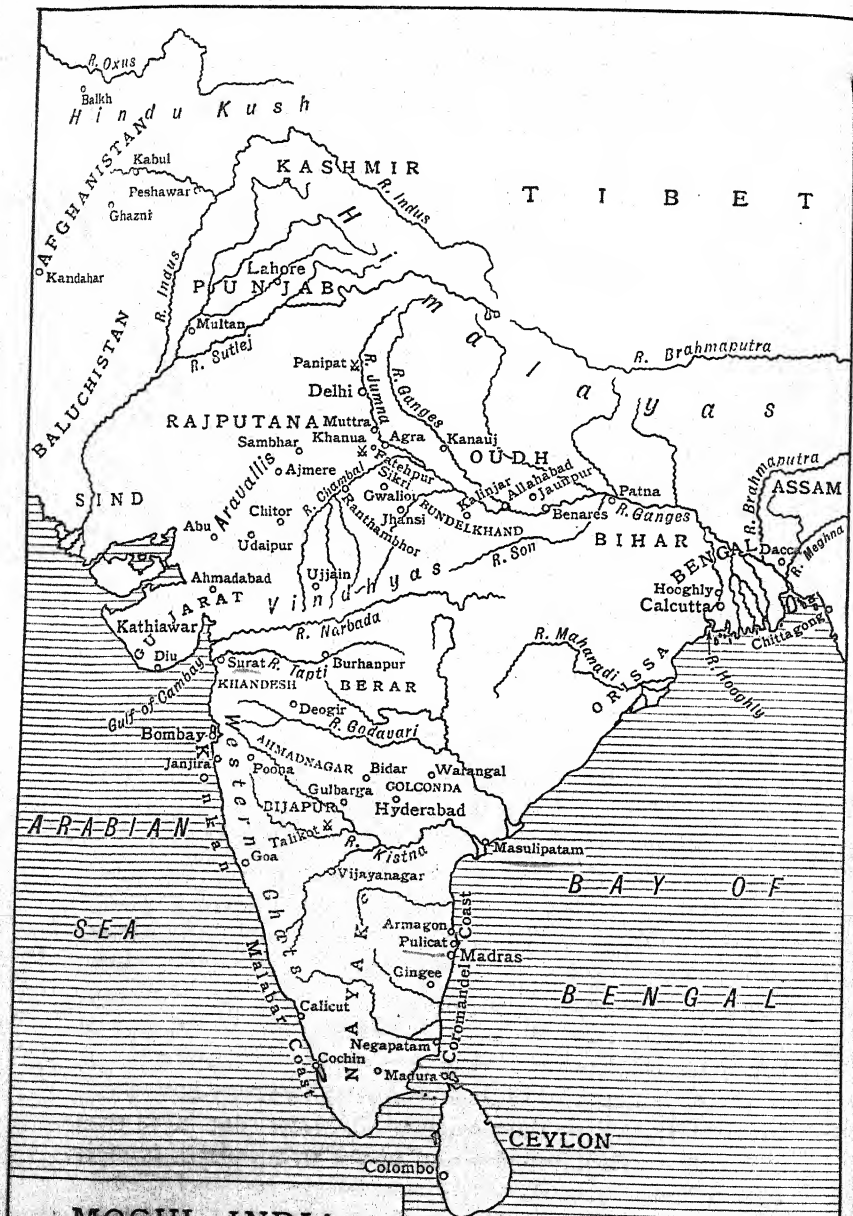 R. Oxus
Balkh
Hindu Kush
AFGHANISTAN
Kabul
Peshawar
Ghazni
Kandahar
KASHMIR
R. Indus
TIBET
Himalayas
R. Indus
Lahore
PUNJAB
Multan
R. Sutlej
BALUCHISTAN
Panipat
R. Jumna
Delhi
R. Ganges
R. Brahmaputra
RAJPUTANA
Muttra
Sambhar
Khanua
Agra
Kanauj
Fatehpur
Sikri
OUDH
Ajmere
Aravallis
R. Chambal
Gwalior
Kalinjar
Allahabad
Jaunpur
Patna
R. Brahmaputra
ASSAM
SIND
Chitor
Ranthambhor
Jhansi
BUNDELKHAND
Benares
R. Ganges
Abu
Udaipur
R. Son
BIHAR
BENGAL
Dacca
R. Meghna
Ahmadabad
Ujjain
Vindhyas
Hooghly
Calcutta
GUJARAT
Kathiawar
R. Narbada
Chittagong
Diu
Surat
R. Tapti
Burhanpur
R. Mahanadi
ORISSA
R. Hooghly
Gulf of Cambay
KHANDESH
BERAR
Deogir
R. Godavari
Bombay
Western Ghats
AHMADNAGAR
Janjira
Poona
Bidar
Warangal
Konkan
Gulbarga
GOLCONDA
BIJAPUR
Hyderabad
ARABIAN
SEA
Talikot
R. Kistna
Masulipatam
Goa
Vijayanagar
BAY OF
BENGAL
NAYAKS
Armagon
Pulicat
Coromandel Coast
Madras
Gingee
Malabar Coast
Calicut
Negapatam
Cochin
Madura
CEYLON
Colombo
MOGUL INDIA